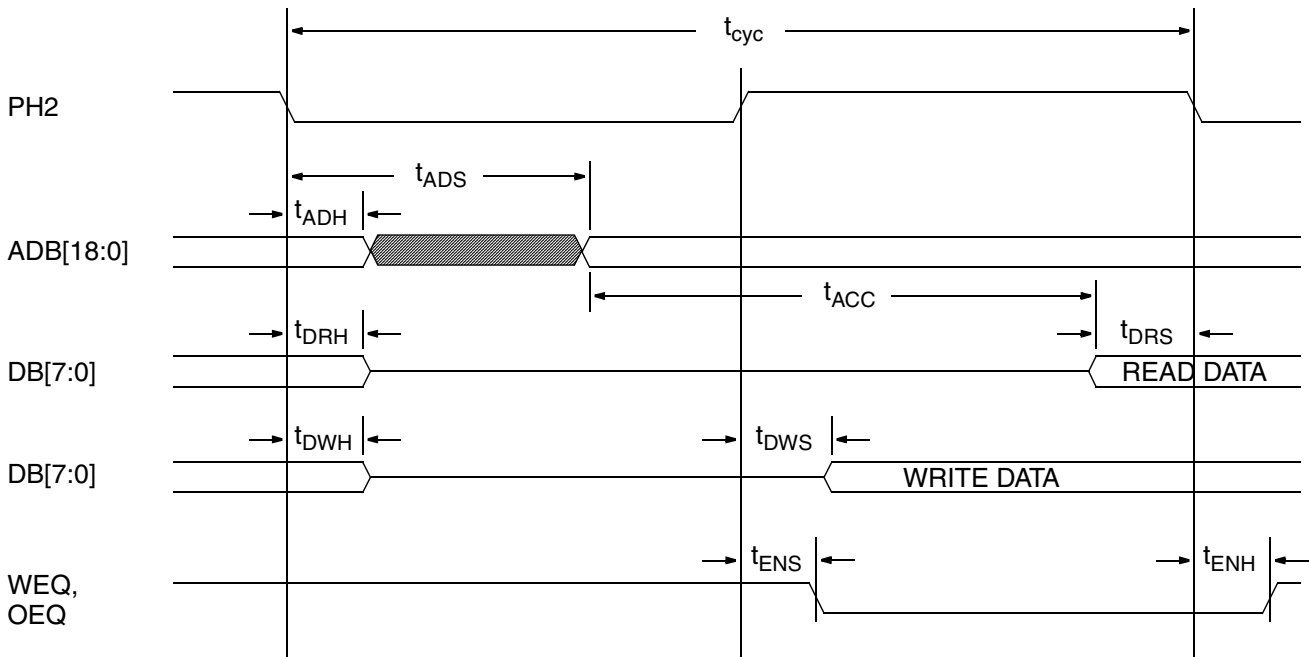 tcyc
PH2
tADS
tADH
ADB[18:0]
tACC
tDRH
tDRS
DB[7:0]
READ DATA
tDWH
tDWS
DB[7:0]
WRITE DATA
tENS
tENH
WEQ,
OEQ